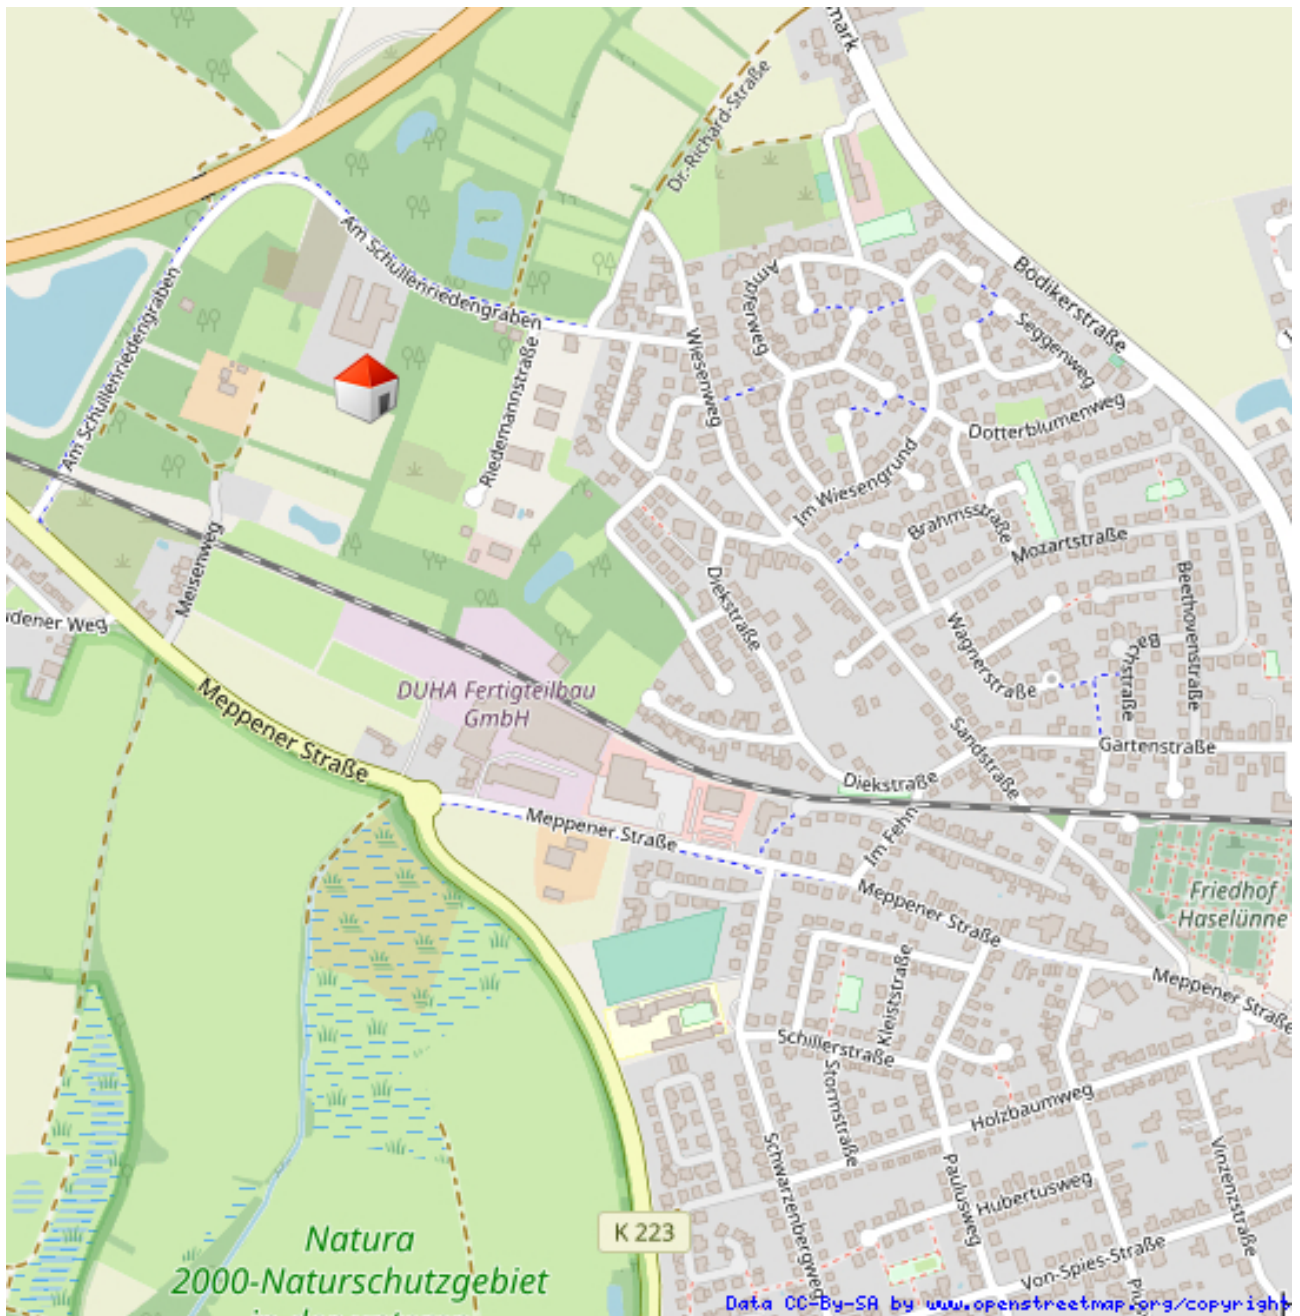 mark
Dr.-Richard-Straße
Am Schullenriedengraben
Am Schullenriedengraben
Bodikerstraße
Ampferweg
Seggenweg
Wiesenweg
Riedemannstraße
Dotterblumenweg
Im Wiesengrund
Brahmsstraße
Mozartstraße
Meisenweg
Diekstraße
Beethovenstraße
dener Weg
Wagnerstraße
Bachstraße
DUHA Fertigteilbau
GmbH
Meppener Straße
Sandstraße
Gartenstraße
Diekstraße
Meppener Straße
Im Fehn
Meppener Straße
Friedhof
Haselünne
Kleiststraße
Meppener Straße
Schillerstraße
Stormstraße
Holzbaumweg
Schwarzenbergweg
Paulusweg
Hubertusweg
Vinzenzstraße
K 223
Natura
2000-Naturschutzgebiet
Von-Spies-Straße
Data CC-By-SA by www.openstreetmap.org/copyright